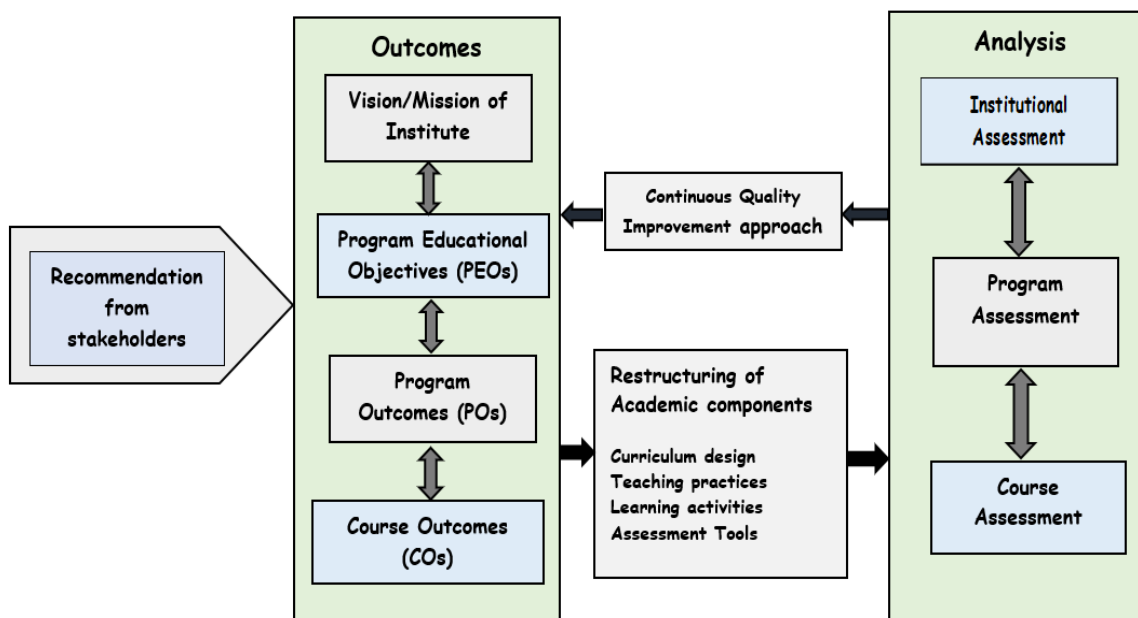 Recommendation
from
stakeholders
Outcomes
Vision/Mission of
Institute
Program Educational
Objectives (PEOs)
Program
Outcomes (POs)
Course Outcomes
(COs)
Continuous Quality
Improvement approach
Restructuring of
Academic components
Curriculum design
Teaching practices
Learning activities
Assessment Tools
Analysis
Institutional
Assessment
Program
Assessment
Course
Assessment